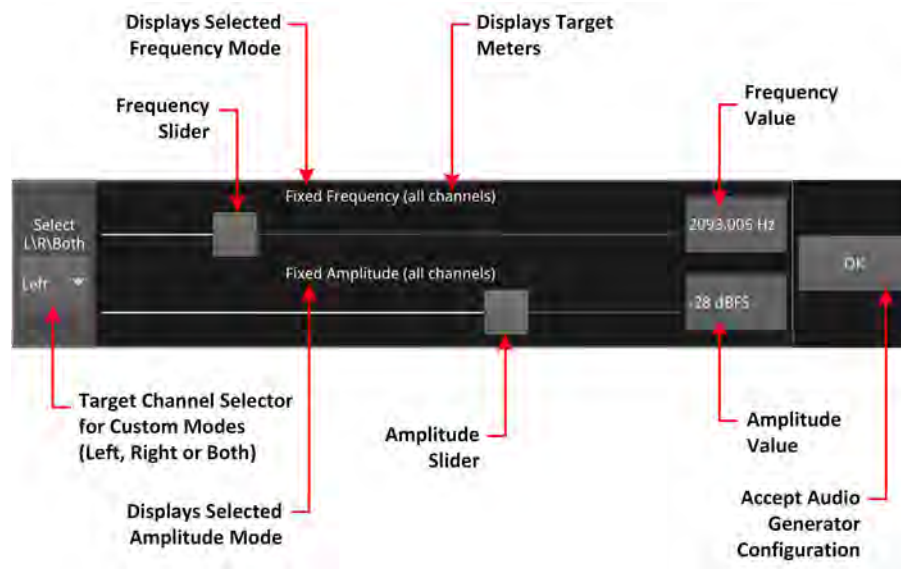 Displays Selected
Frequency Mode
Displays Target
Meters
Frequency
Slider
Frequency
Value
Fixed Frequency (all channels)
Select
L\R\Both
2093.005 Hz
Left
Fixed Amplitude (all channels)
OK
-28 dBFS
Target Channel Selector
for Custom Modes
(Left, Right or Both)
Amplitude
Slider
Amplitude
Value
Displays Selected
Amplitude Mode
Accept Audio
Generator
Configuration